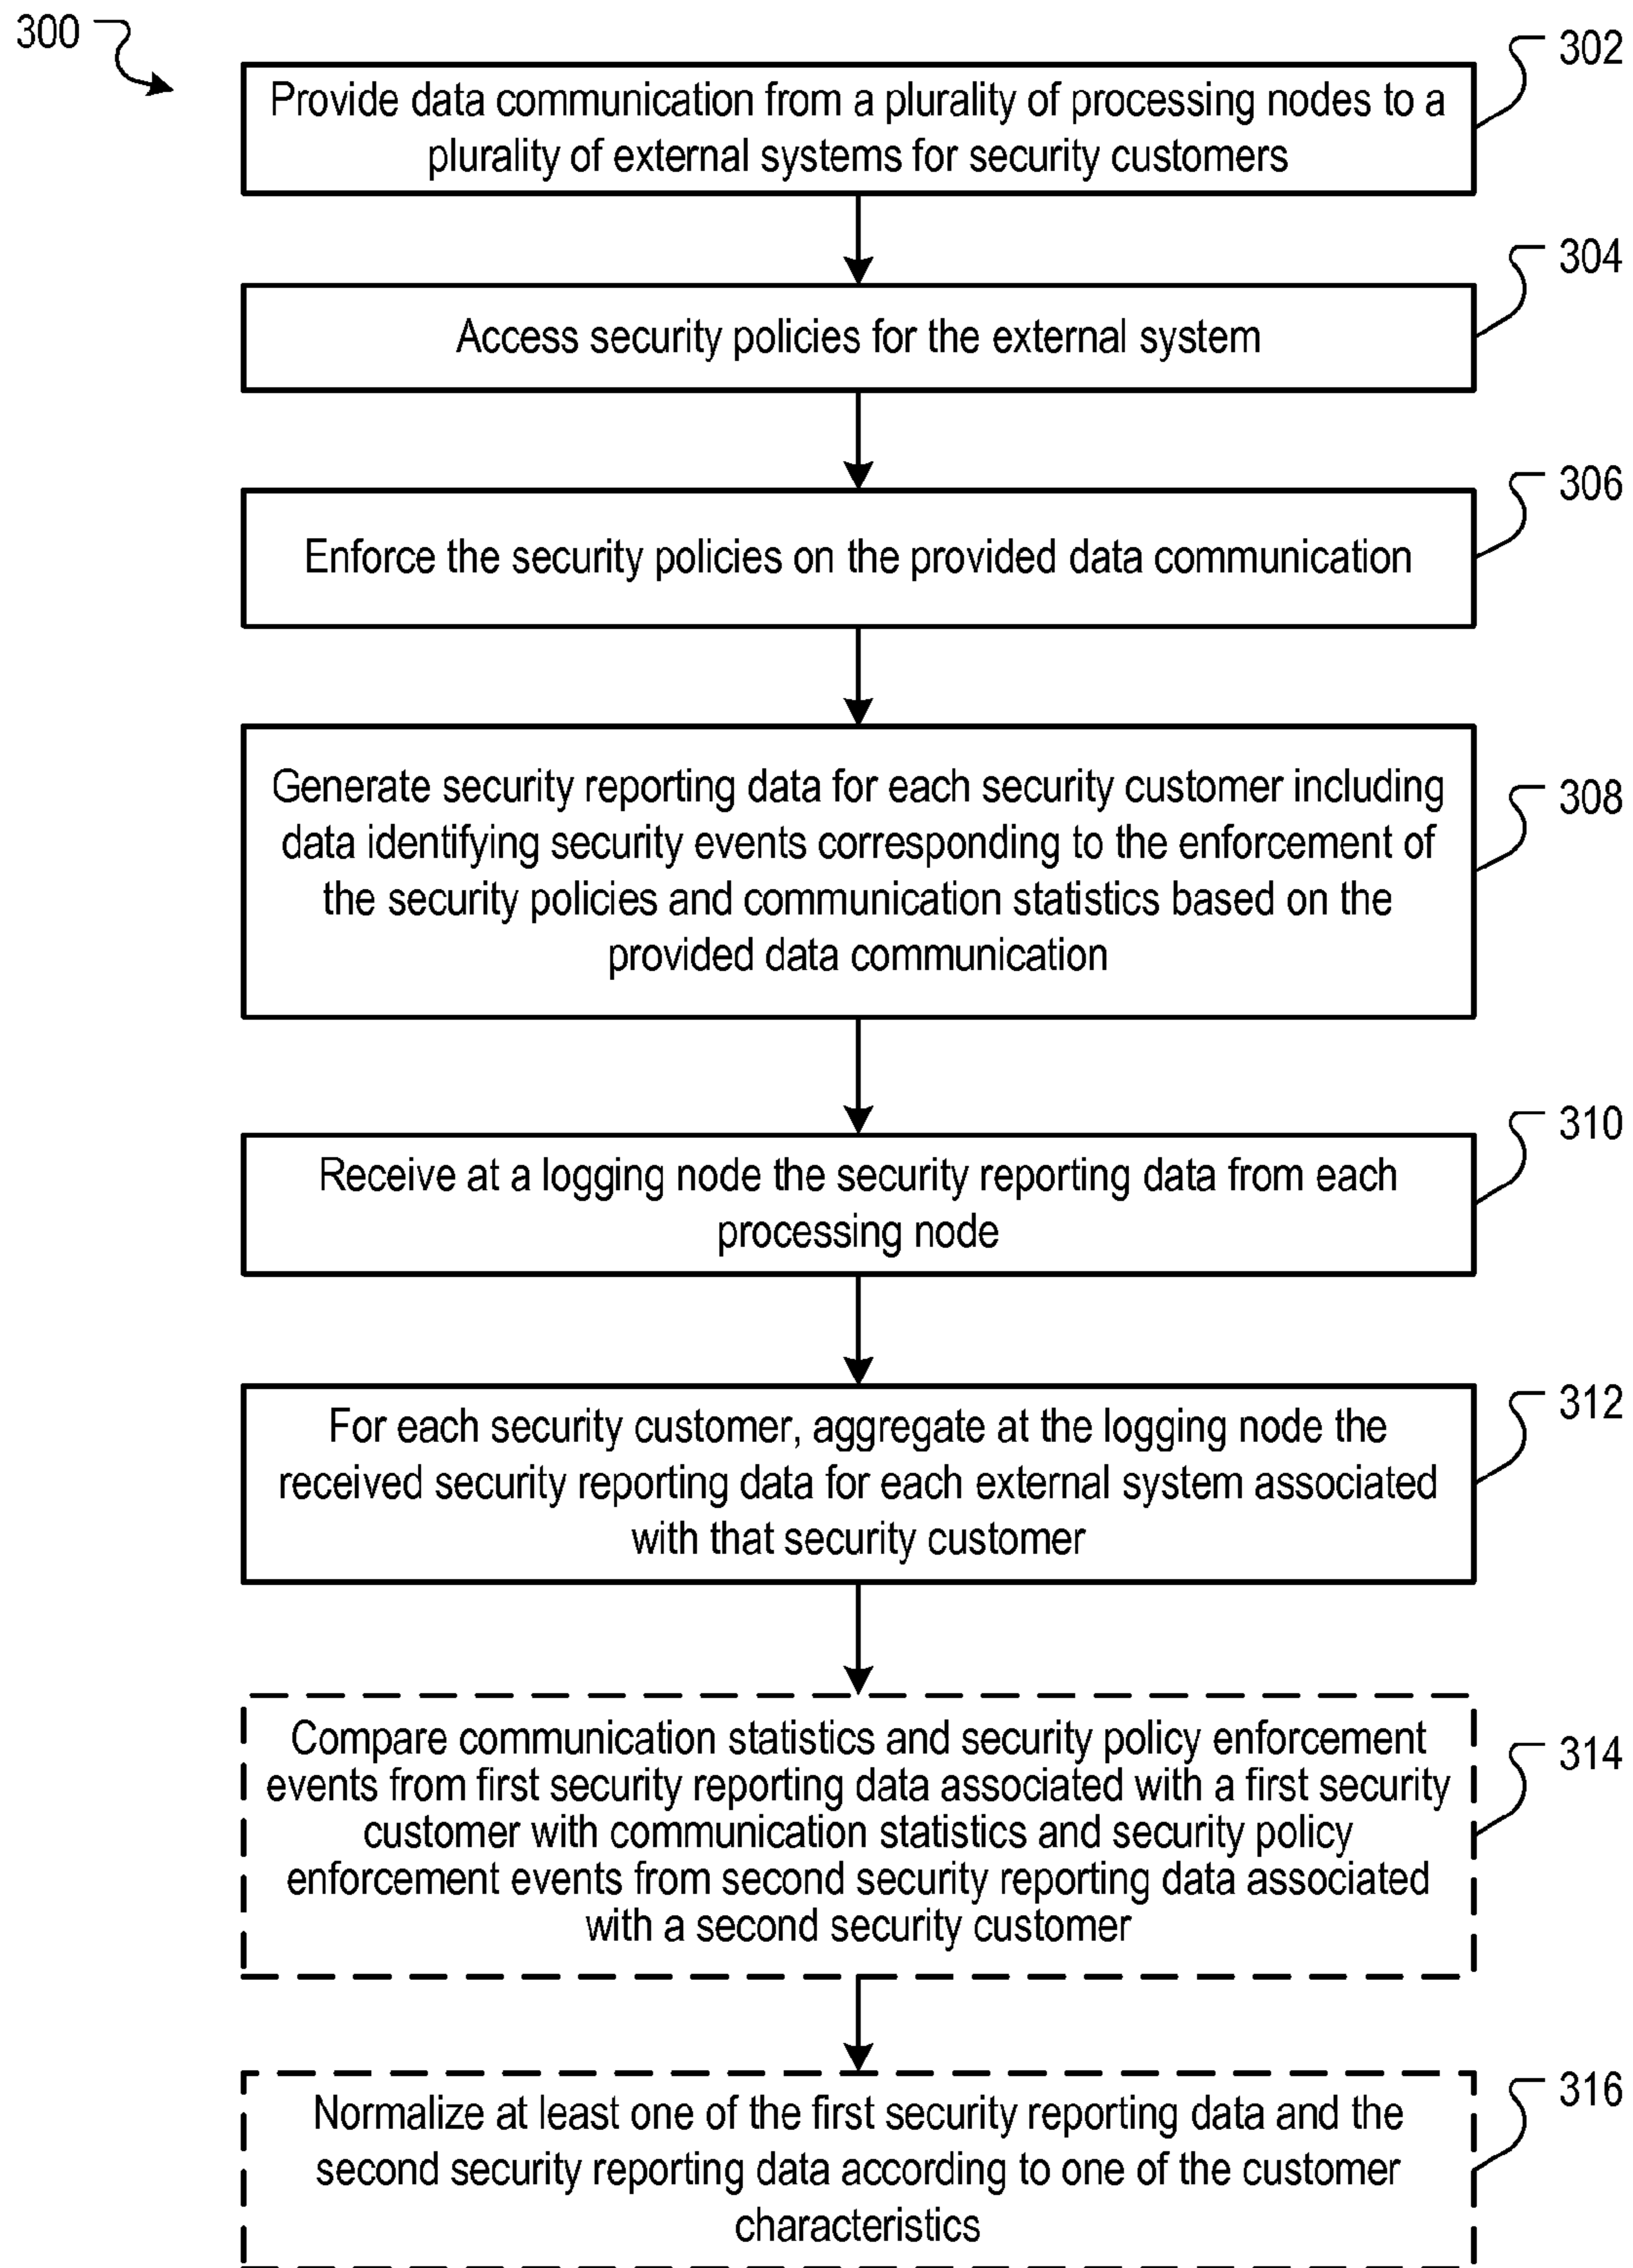 300
302
Provide data communication from a plurality of processing nodes to a
plurality of external systems for security customers
304
Access security policies for the external system
306
Enforce the security policies on the provided data communication
308
Generate security reporting data for each security customer including
data identifying security events corresponding to the enforcement of
the security policies and communication statistics based on the
provided data communication
310
Receive at a logging node the security reporting data from each
processing node
312
For each security customer, aggregate at the logging node the
received security reporting data for each external system associated
with that security customer
314
Compare communication statistics and security policy enforcement
events from first security reporting data associated with a first security
customer with communication statistics and security policy
enforcement events from second security reporting data associated
with a second security customer
316
Normalize at least one of the first security reporting data and the
second security reporting data according to one of the customer
characteristics